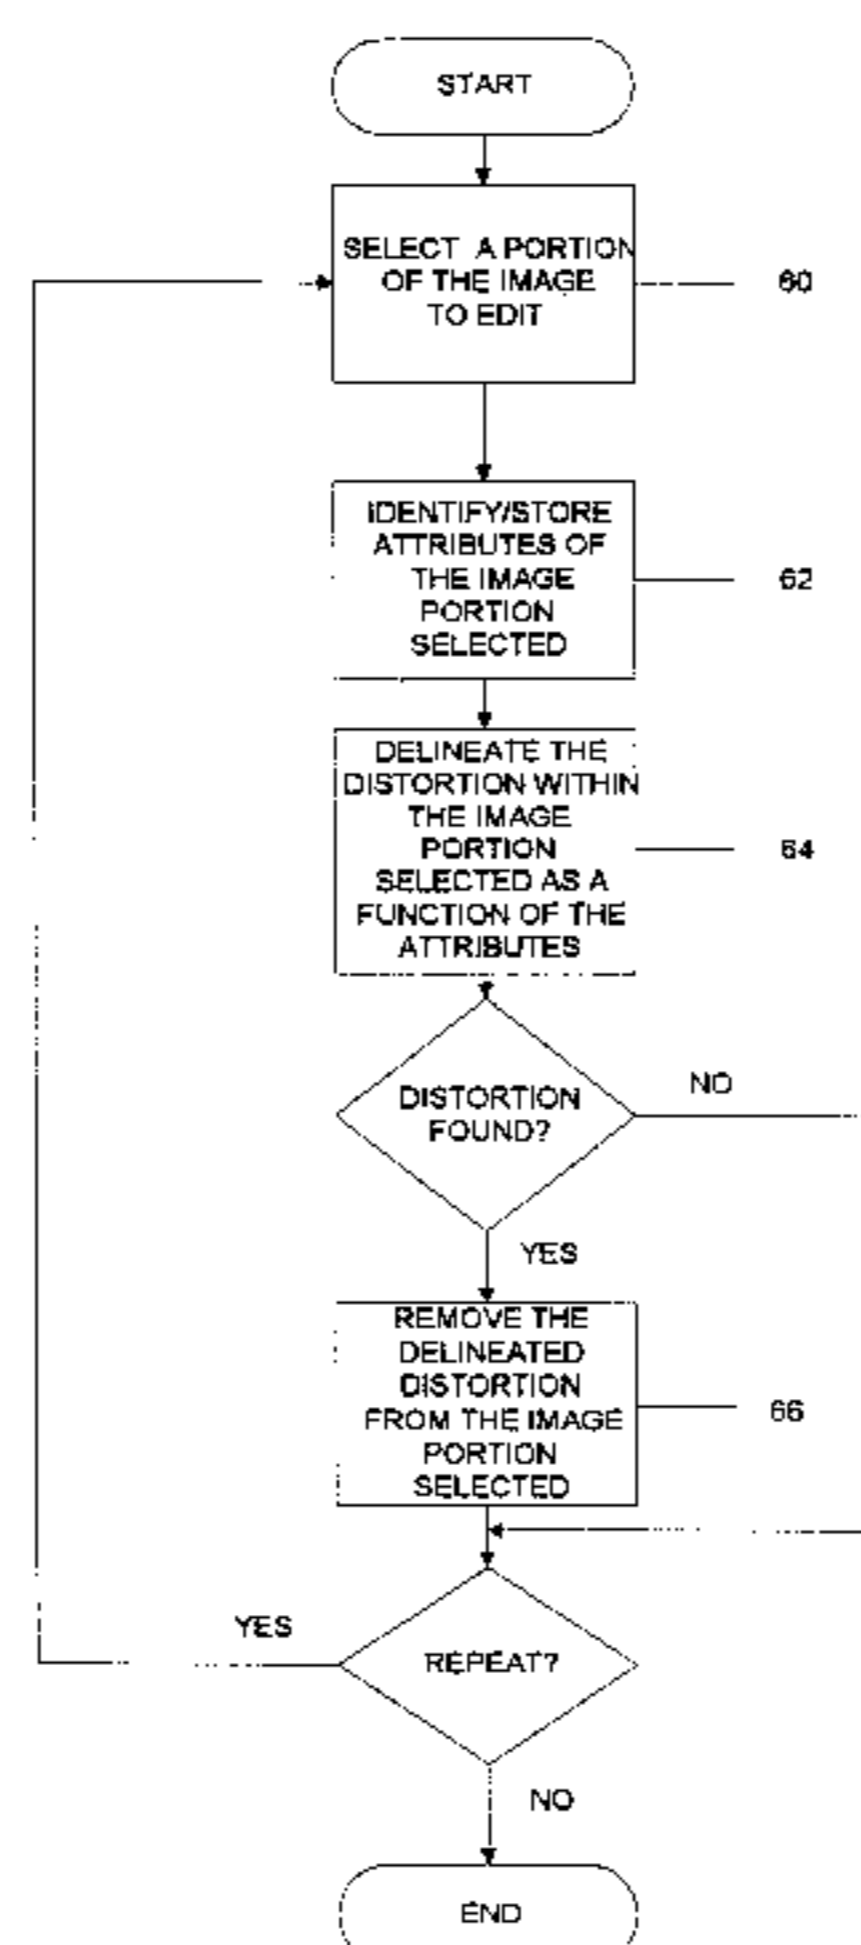 START
SELECT A PORTION
OF THE IMAGE
TO EDIT
60
IDENTIFY/STORE
ATTRIBUTES OF
THE IMAGE
PORTION
SELECTED
62
DELINEATE THE
DISTORTION WITHIN
THE IMAGE
PORTION
SELECTED AS A
FUNCTION OF THE
ATTRIBUTES
64
DISTORTION
FOUND?
NO
YES
REMOVE THE
DELINEATED
DISTORTION
FROM THE IMAGE
PORTION
SELECTED
66
YES
REPEAT?
NO
END